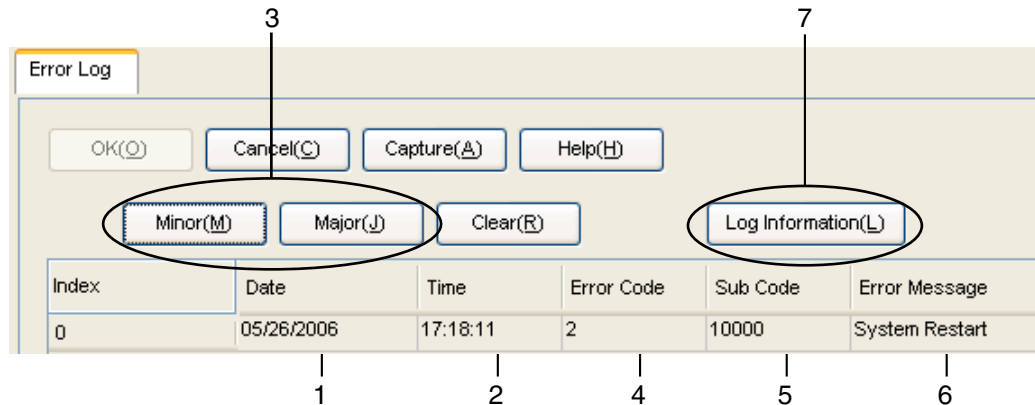 3 7
Error Log
OK(O) Cancel(C) Capture(A) Help(H)
Minor(M) Major(J) Clear(R) Log Information(L)
Index Date Time Error Code Sub Code Error Message
0 05/26/2006 17:18:11 2 10000 System Restart
1 2 4 5 6